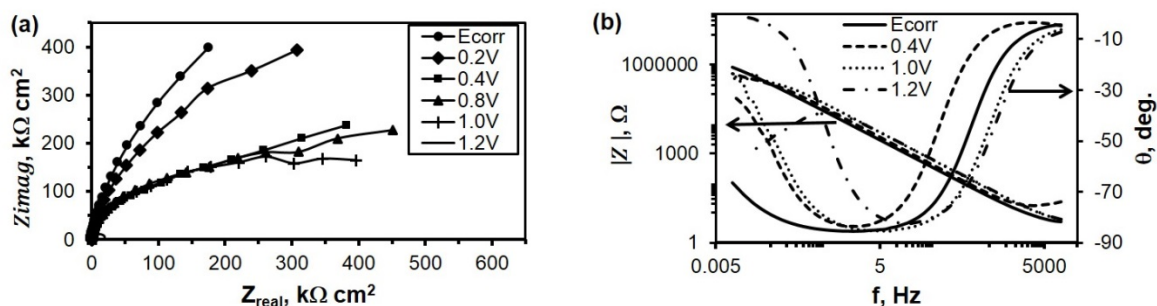 (a)
Zimag, kΩ cm²
400
300
200
100
0
0 100 200 300 400 500 600
Z_real, kΩ cm²
Ecorr
0.2V
0.4V
0.8V
1.0V
1.2V
(b)
|Z|, Ω
1000000
1000
1
0.005 5 5000
f, Hz
Ecorr
0.4V
1.0V
1.2V
-10
-30
-50
-70
-90
θ, deg.